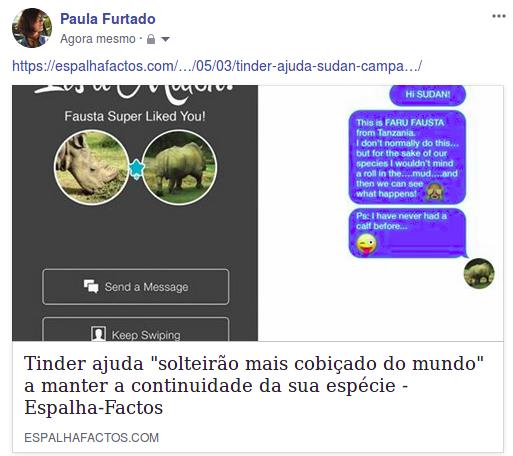 Paula Furtado
Agora mesmo ·
https://espalhafactos.com/…/05/03/tinder-ajuda-sudan-campa…/
Fausta Super Liked You!
Send a Message
Keep Swiping
Hi SUDAN!
This is FARU FAUSTA
from Tanzania.
I don't normally do this...
but for the sake of our
species I wouldn't mind
a roll in the....mud....and
then we can see
what happens!
Ps: I have never had a
calf before...
Tinder ajuda "solteirão mais cobiçado do mundo"
a manter a continuidade da sua espécie -
Espalha-Factos
ESPALHAFACTOS.COM